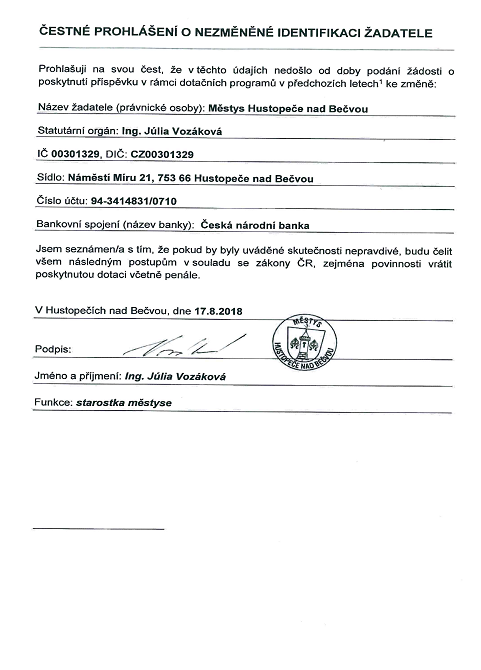 ČESTNÉ PROHLÁŠENÍ O NEZMĚNĚNÉ IDENTIFIKACI ŽADATELE
Prohlašuji na svou čest, že v těchto údajích nedošlo od doby podání žádosti o
poskytnutí příspěvku v rámci dotačních programů v předchozích letech¹ ke změně:
Název žadatele (právnické osoby): Městys Hustopeče nad Bečvou
Statutární orgán: Ing. Júlia Vozáková
IČ 00301329, DIČ: CZ00301329
Sídlo: Náměstí Míru 21, 753 66 Hustopeče nad Bečvou
Číslo účtu: 94-3414831/0710
Bankovní spojení (název banky): Česká národní banka
Jsem seznámen/a s tím, že pokud by byly uváděné skutečnosti nepravdivé, budu čelit
všem následným postupům v souladu se zákony ČR, zejména povinnosti vrátit
poskytnutou dotaci včetně penále.
V Hustopečích nad Bečvou, dne 17.8.2018
MĚSTYS
HUSTOPEČE NAD BEČVOU
Podpis:
Jméno a příjmení: Ing. Júlia Vozáková
Funkce: starostka městyse